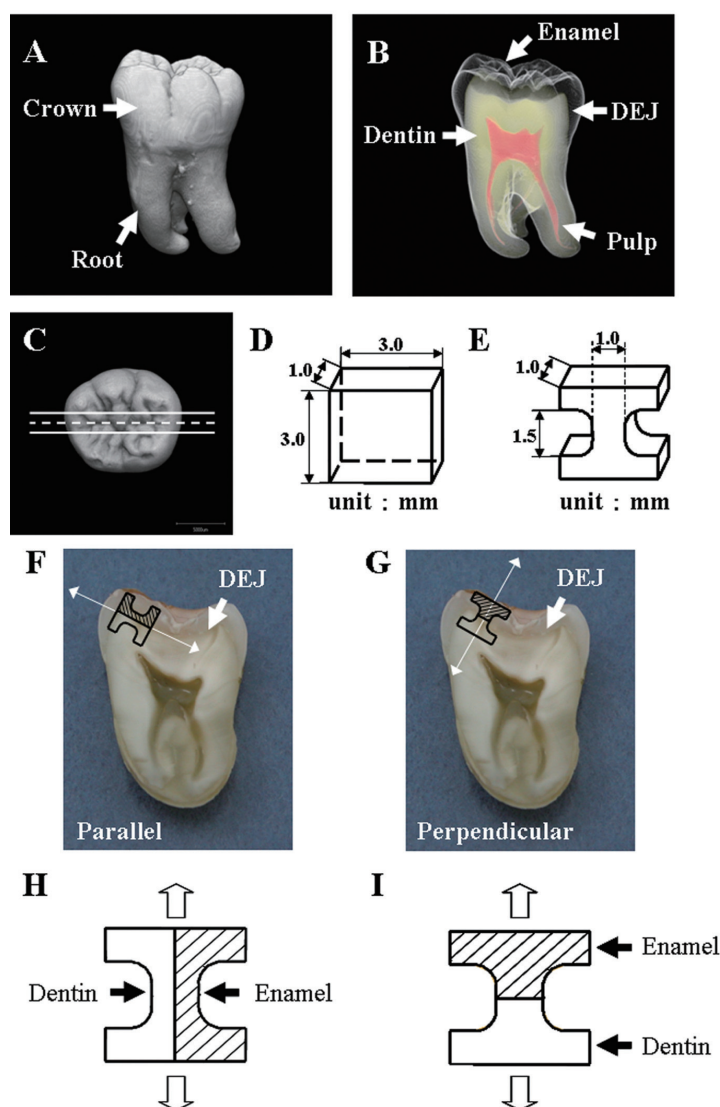 A
Crown
Root
B
Enamel
DEJ
Dentin
Pulp
C
D
3.0
1.0
3.0
unit : mm
E
1.0
1.0
1.5
unit : mm
F
DEJ
Parallel
G
DEJ
Perpendicular
H
Dentin
Enamel
I
Enamel
Dentin